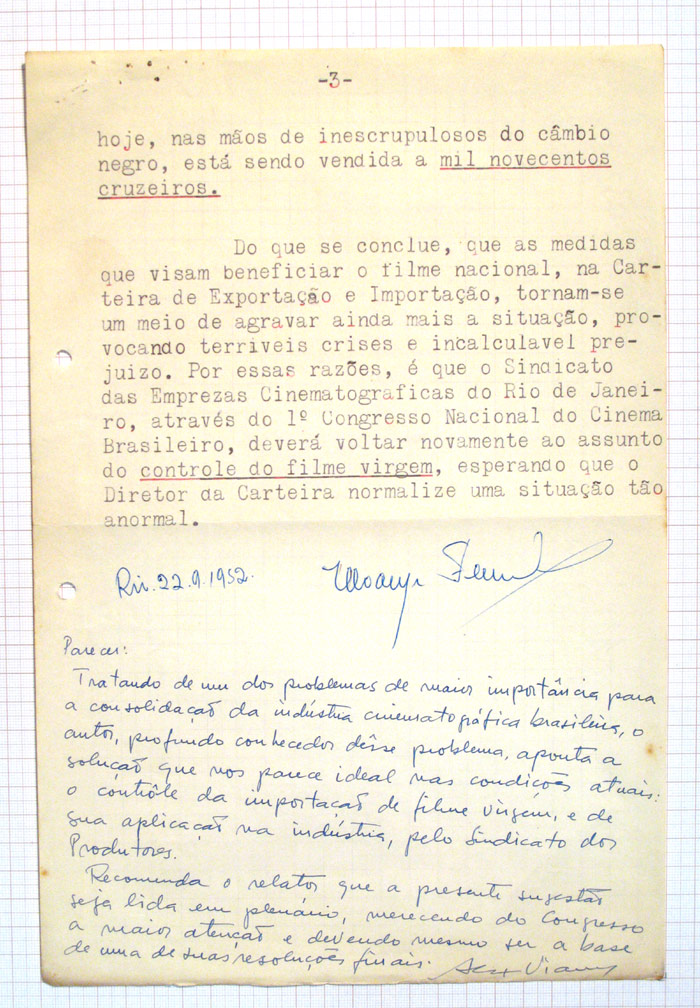 -3-
hoje, nas mãos de inescrupulosos do câmbio
negro, está sendo vendida a mil novecentos
cruzeiros.
Do que se conclue, que as medidas
que visam beneficiar o filme nacional, na Car-
teira de Exportação e Importação, tornam-se
um meio de agravar ainda mais a situação, pro-
vocando terriveis crises e incalculavel pre-
juizo. Por essas razões, é que o Sindicato
das Emprezas Cinematograficas do Rio de Janei-
ro, através do 1º Congresso Nacional do Cinema
Brasileiro, deverá voltar novamente ao assunto
do controle do filme virgem, esperando que o
Diretor da Carteira normalize uma situação tão
anormal.
Rio. 22.9.1952.
Parecer:
Tratando de um dos problemas de maior importância para
a consolidação da indústria cinematográfica brasileira, o
autor, profundo conhecedor dêsse problema, aponta a
solução que nos parece ideal nas condições atuais:
o contrôle da importação de filme virgem, e de
sua aplicação na indústria, pelo Sindicato dos
Produtores.
Recomenda o relator que a presente sugestão
seja lida em plenário, merecendo do Congresso
a maior atenção e devendo mesmo ser a base
de uma de suas resoluções finais.
Alex Viany